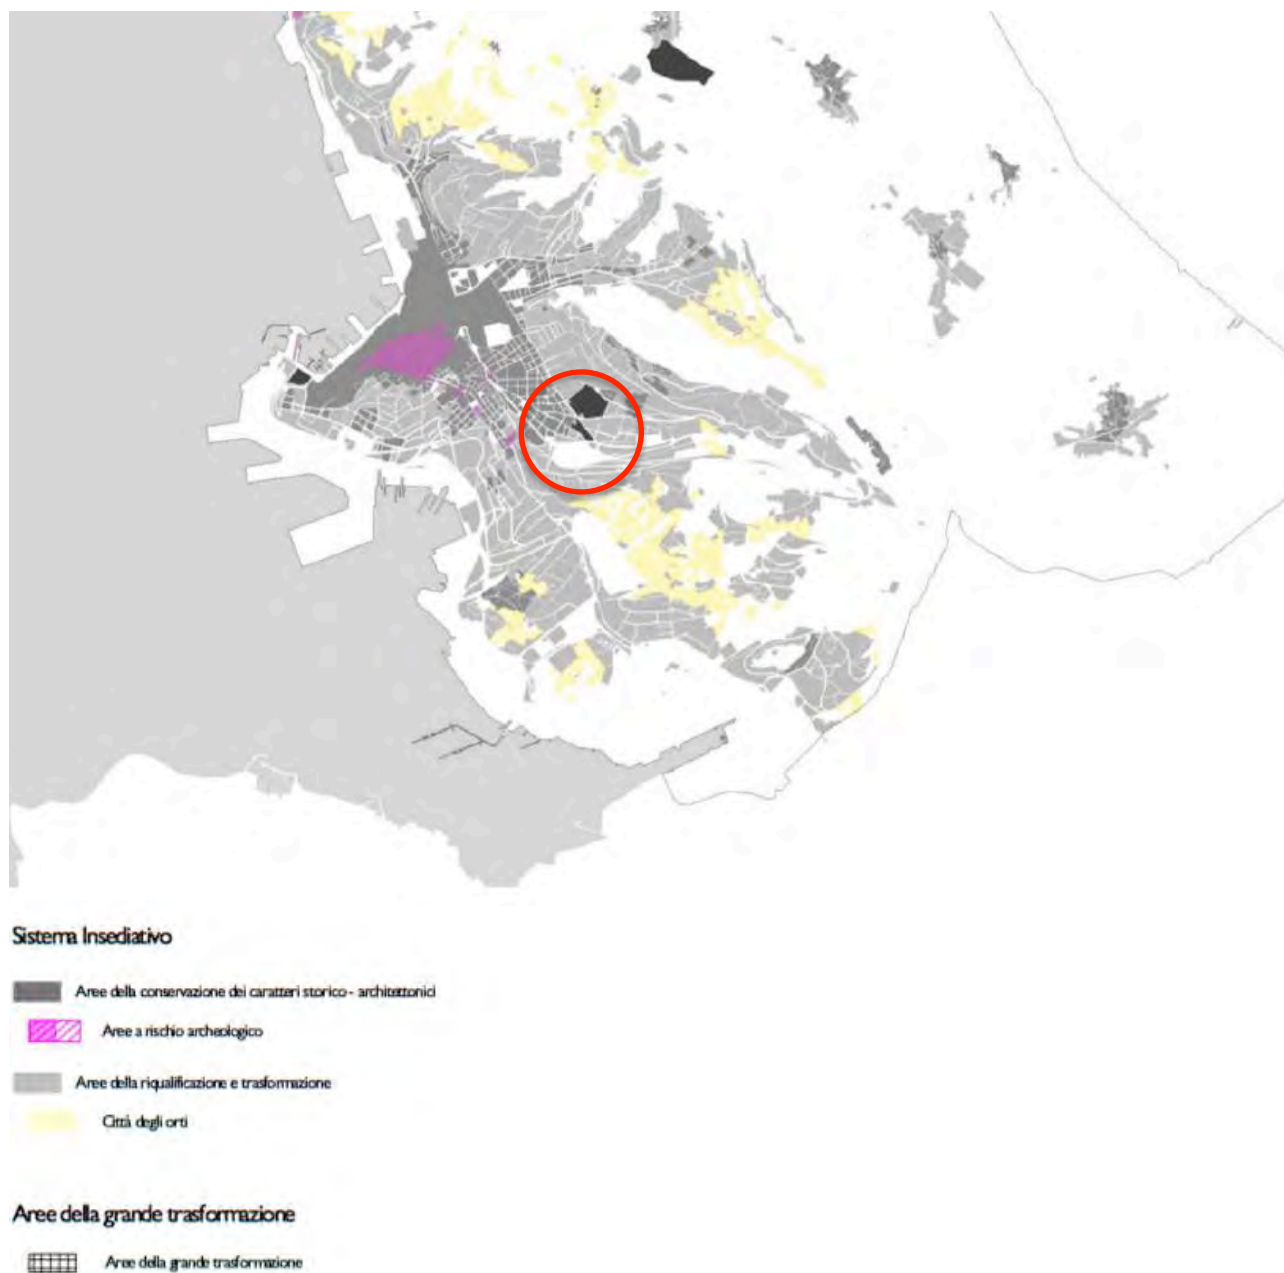 Sistema Insediativo
Aree della conservazione dei caratteri storico - architettonici
Aree a rischio archeologico
Aree della riqualificazione e trasformazione
Città degli orti
Aree della grande trasformazione
Aree della grande trasformazione